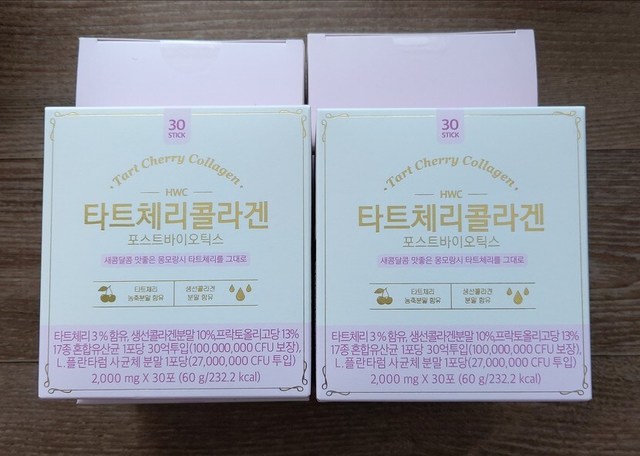 30
STICK
Tart Cherry Collagen
HWC
타트체리콜라겐
포스트바이오틱스
새콤달콤 맛좋은 몽모랑시 타트체리를 그대로
타트체리
농축분말 함유
생선콜라겐
분말 함유
타트체리 3% 함유, 생선콜라겐분말 10%,프락토올리고당 13%
17종 혼합유산균 1포당 30억투입(100,000,000 CFU 보장),
L.플란타럼 사균체 분말 1포당(27,000,000 CFU 투입)
2,000 mg X 30포 (60 g/232.2 kcal)
30
STICK
Tart Cherry Collagen
HWC
타트체리콜라겐
포스트바이오틱스
새콤달콤 맛좋은 몽모랑시 타트체리를 그대로
타트체리
농축분말 함유
생선콜라겐
분말 함유
타트체리 3% 함유, 생선콜라겐분말 10%,프락토올리고당 13%
17종 혼합유산균 1포당 30억투입(100,000,000 CFU 보장),
L.플란타럼 사균체 분말 1포당(27,000,000 CFU 투입)
2,000 mg X 30포 (60 g/232.2 kcal)